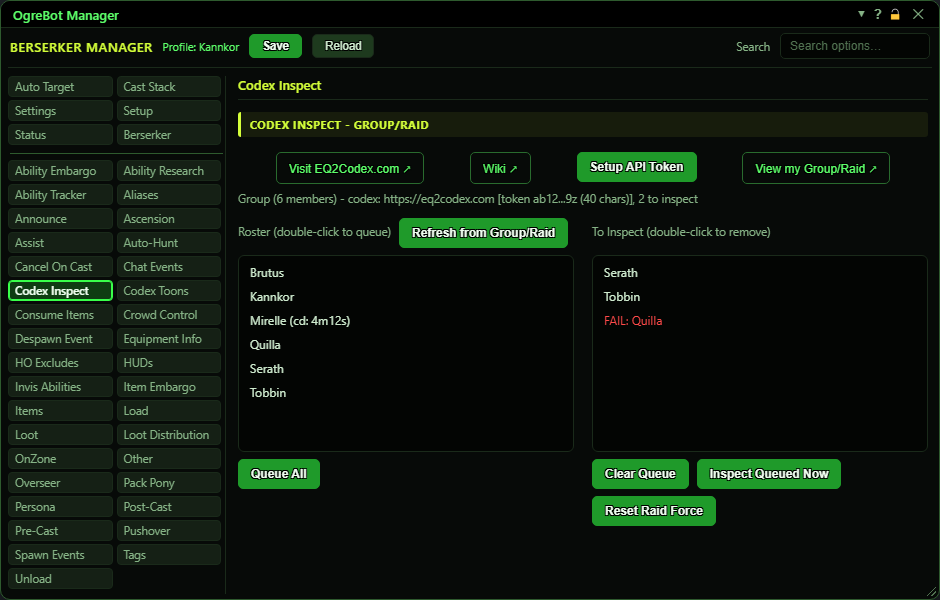 OgreBot Manager
▼ ? 🔓 ✕
BERSERKER MANAGER Profile: Kannkor Save Reload Search Search options...
Auto Target Cast Stack
Settings Setup
Status Berserker
Ability Embargo Ability Research
Ability Tracker Aliases
Announce Ascension
Assist Auto-Hunt
Cancel On Cast Chat Events
Codex Inspect Codex Toons
Consume Items Crowd Control
Despawn Event Equipment Info
HO Excludes HUDs
Invis Abilities Item Embargo
Items Load
Loot Loot Distribution
OnZone Other
Overseer Pack Pony
Persona Post-Cast
Pre-Cast Pushover
Spawn Events Tags
Unload
Codex Inspect
CODEX INSPECT - GROUP/RAID
Visit EQ2Codex.com ↗ Wiki ↗ Setup API Token View my Group/Raid ↗
Group (6 members) - codex: https://eq2codex.com [token ab12...9z (40 chars)], 2 to inspect
Roster (double-click to queue) Refresh from Group/Raid
Brutus
Kannkor
Mirelle (cd: 4m12s)
Quilla
Serath
Tobbin
Queue All
To Inspect (double-click to remove)
Serath
Tobbin
FAIL: Quilla
Clear Queue Inspect Queued Now
Reset Raid Force